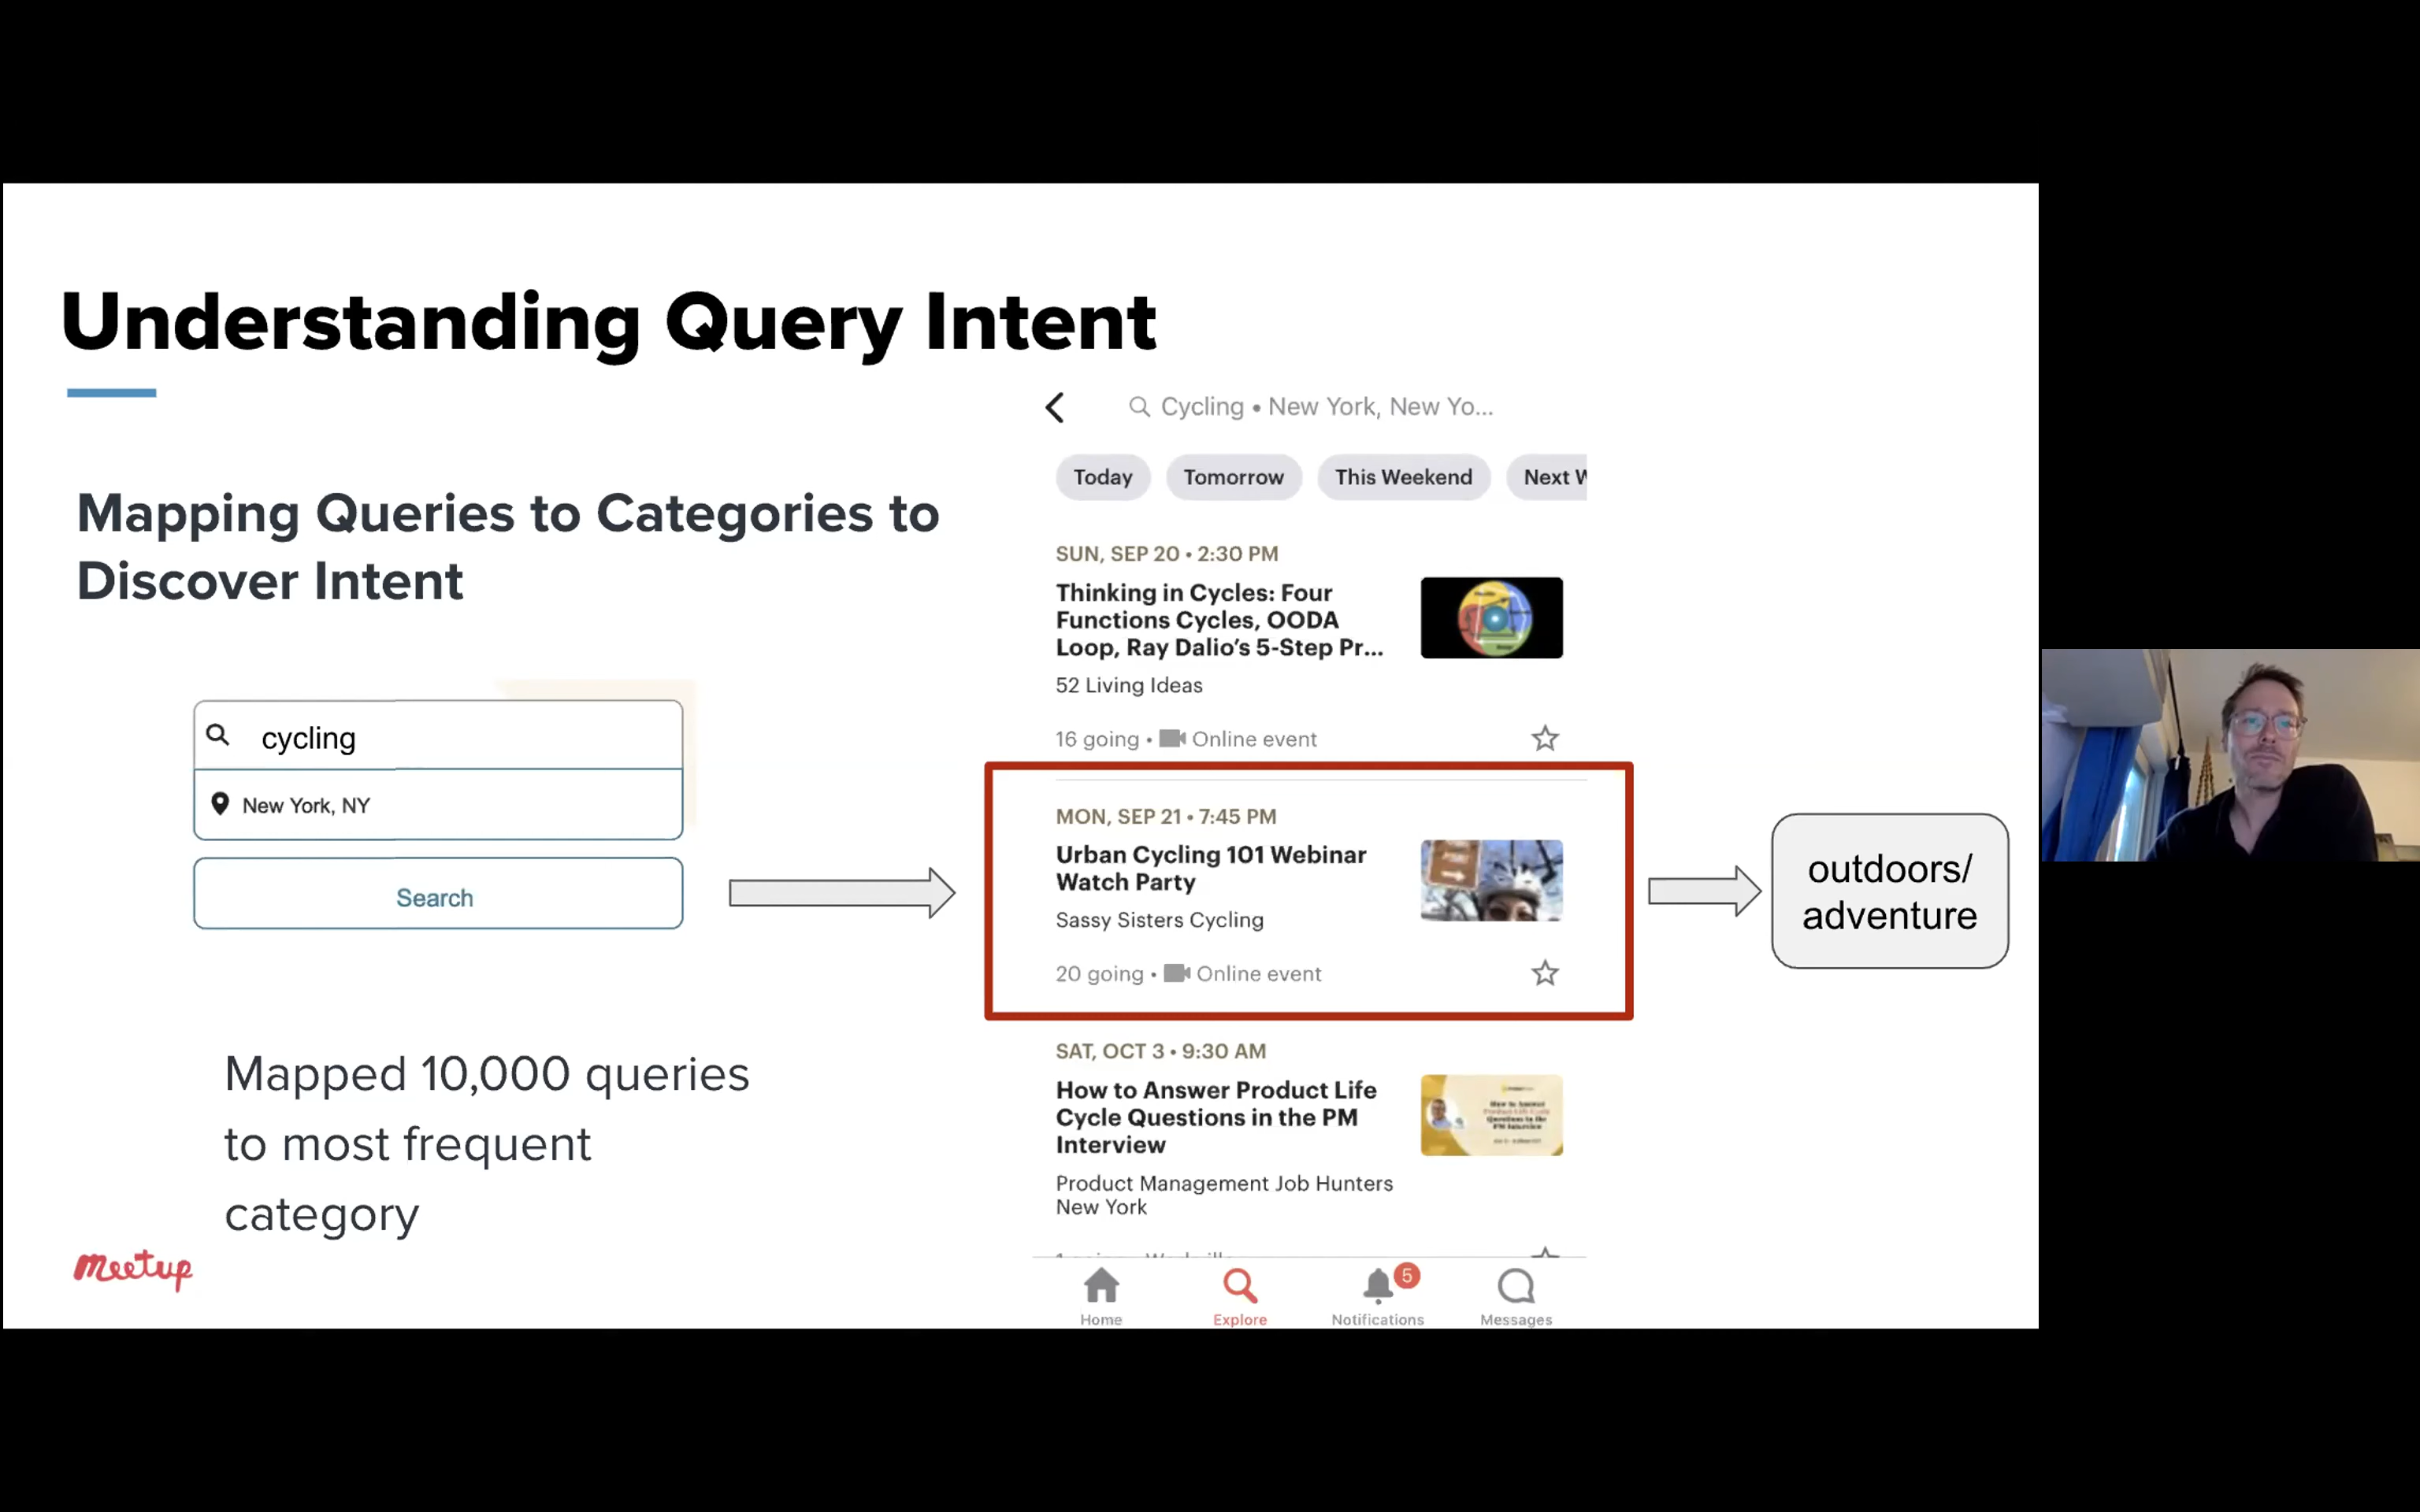 Understanding Query Intent
Mapping Queries to Categories to
Discover Intent
cycling
New York, NY
Search
Mapped 10,000 queries
to most frequent
category
meetup
Cycling • New York, New Yo...
Today
Tomorrow
This Weekend
Next W
SUN, SEP 20 • 2:30 PM
Thinking in Cycles: Four
Functions Cycles, OODA
Loop, Ray Dalio's 5-Step Pr...
52 Living Ideas
16 going • Online event
MON, SEP 21 • 7:45 PM
Urban Cycling 101 Webinar
Watch Party
Sassy Sisters Cycling
20 going • Online event
SAT, OCT 3 • 9:30 AM
How to Answer Product Life
Cycle Questions in the PM
Interview
Product Management Job Hunters
New York
5
Home
Explore
Notifications
Messages
outdoors/
adventure